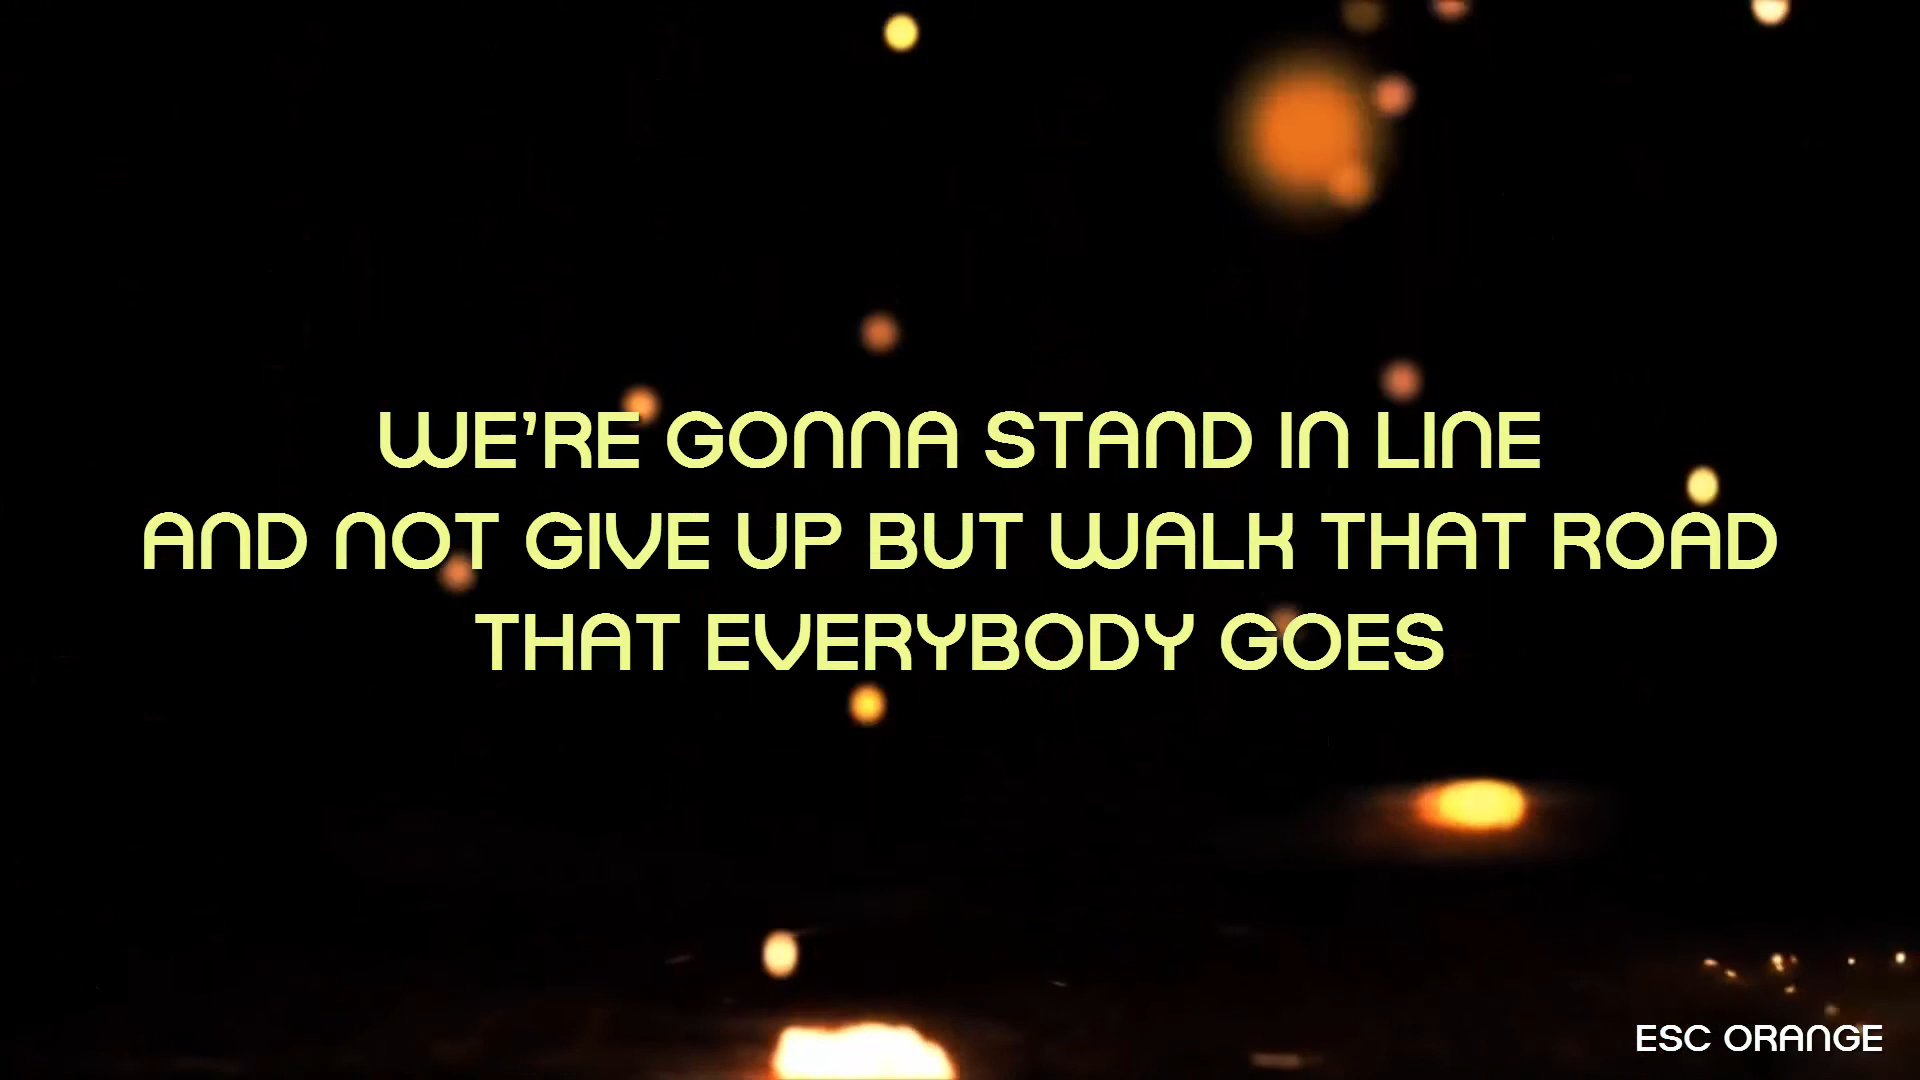 WE'RE GONNA STAND IN LINE
AND NOT GIVE UP BUT WALK THAT ROAD
THAT EVERYBODY GOES
ESC ORANGE